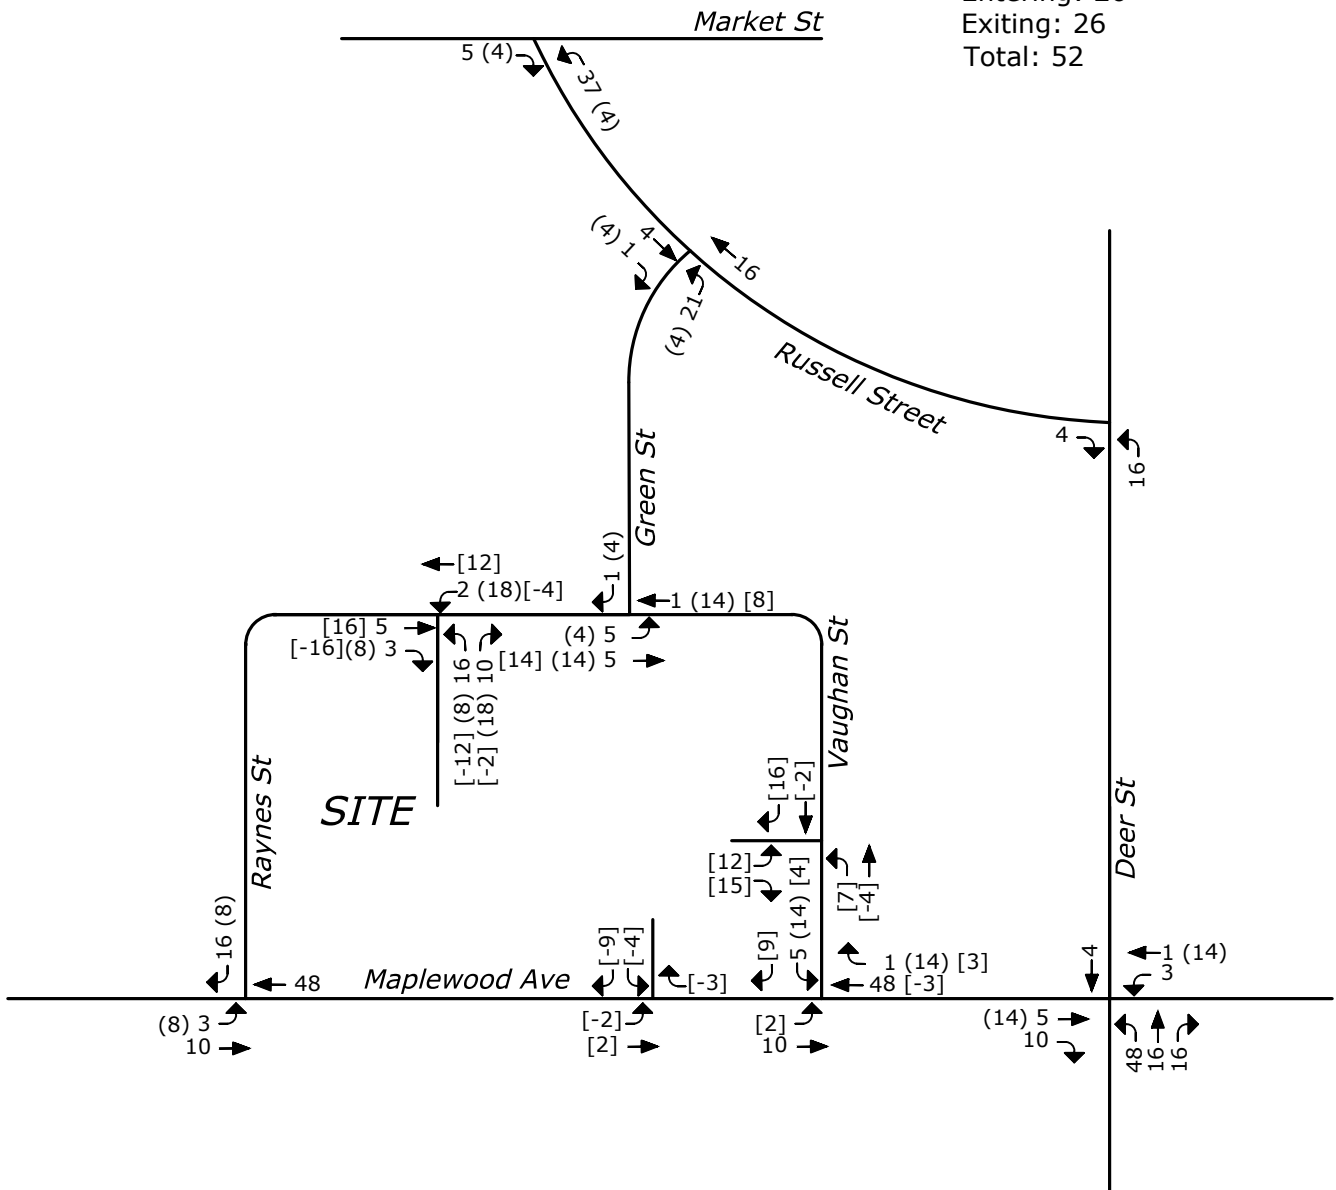 Exiting: 26
Total: 52
Market St
5 (4)
37 (4)
(4) 1
4
16
(4) 21
Russell Street
4
16
Green St
1 (4)
[12]
2 (18)[-4]
1 (14) [8]
[16] 5
[-16](8) 3
(4) 5
[14] (14) 5
[-12] (8) 16
[-2] (18) 10
Vaughan St
Raynes St
SITE
[16]
[-2]
Deer St
[12]
[15]
[7]
[-4]
16 (8)
[-9]
[-4]
[9]
5 (14) [4]
1 (14) [3]
4
1 (14)
3
48
Maplewood Ave
[-3]
48 [-3]
(8) 3
10
[-2]
[2]
[2]
10
(14) 5
10
48
16
16